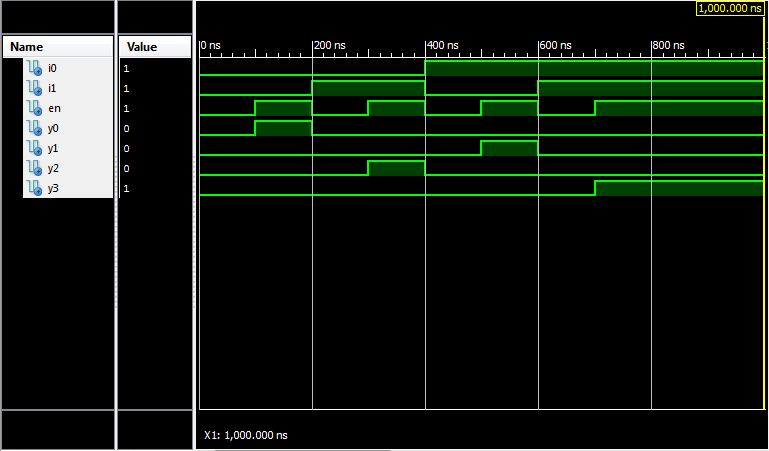 1,000.000 ns
Name Value 0 ns 200 ns 400 ns 600 ns 800 ns
i0 1
i1 1
en 1
y0 0
y1 0
y2 0
y3 1
X1: 1,000.000 ns